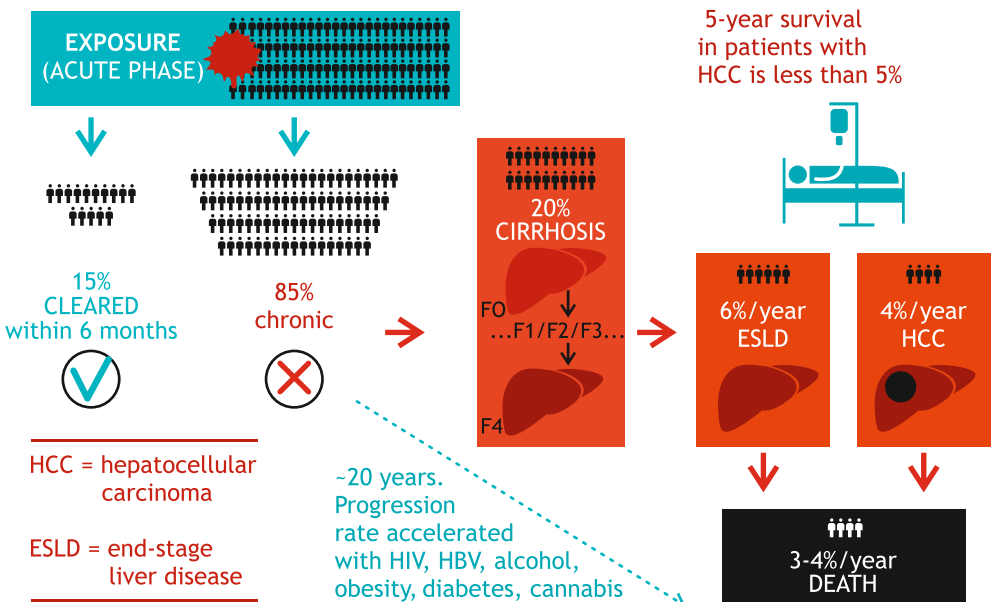 EXPOSURE
(ACUTE PHASE)
5-year survival
in patients with
HCC is less than 5%
15%
CLEARED
within 6 months
85%
chronic
20%
CIRRHOSIS
FO
...F1/F2/F3...
F4
6%/year
ESLD
4%/year
HCC
HCC = hepatocellular
carcinoma
ESLD = end-stage
liver disease
~20 years.
Progression
rate accelerated
with HIV, HBV, alcohol,
obesity, diabetes, cannabis
3-4%/year
DEATH